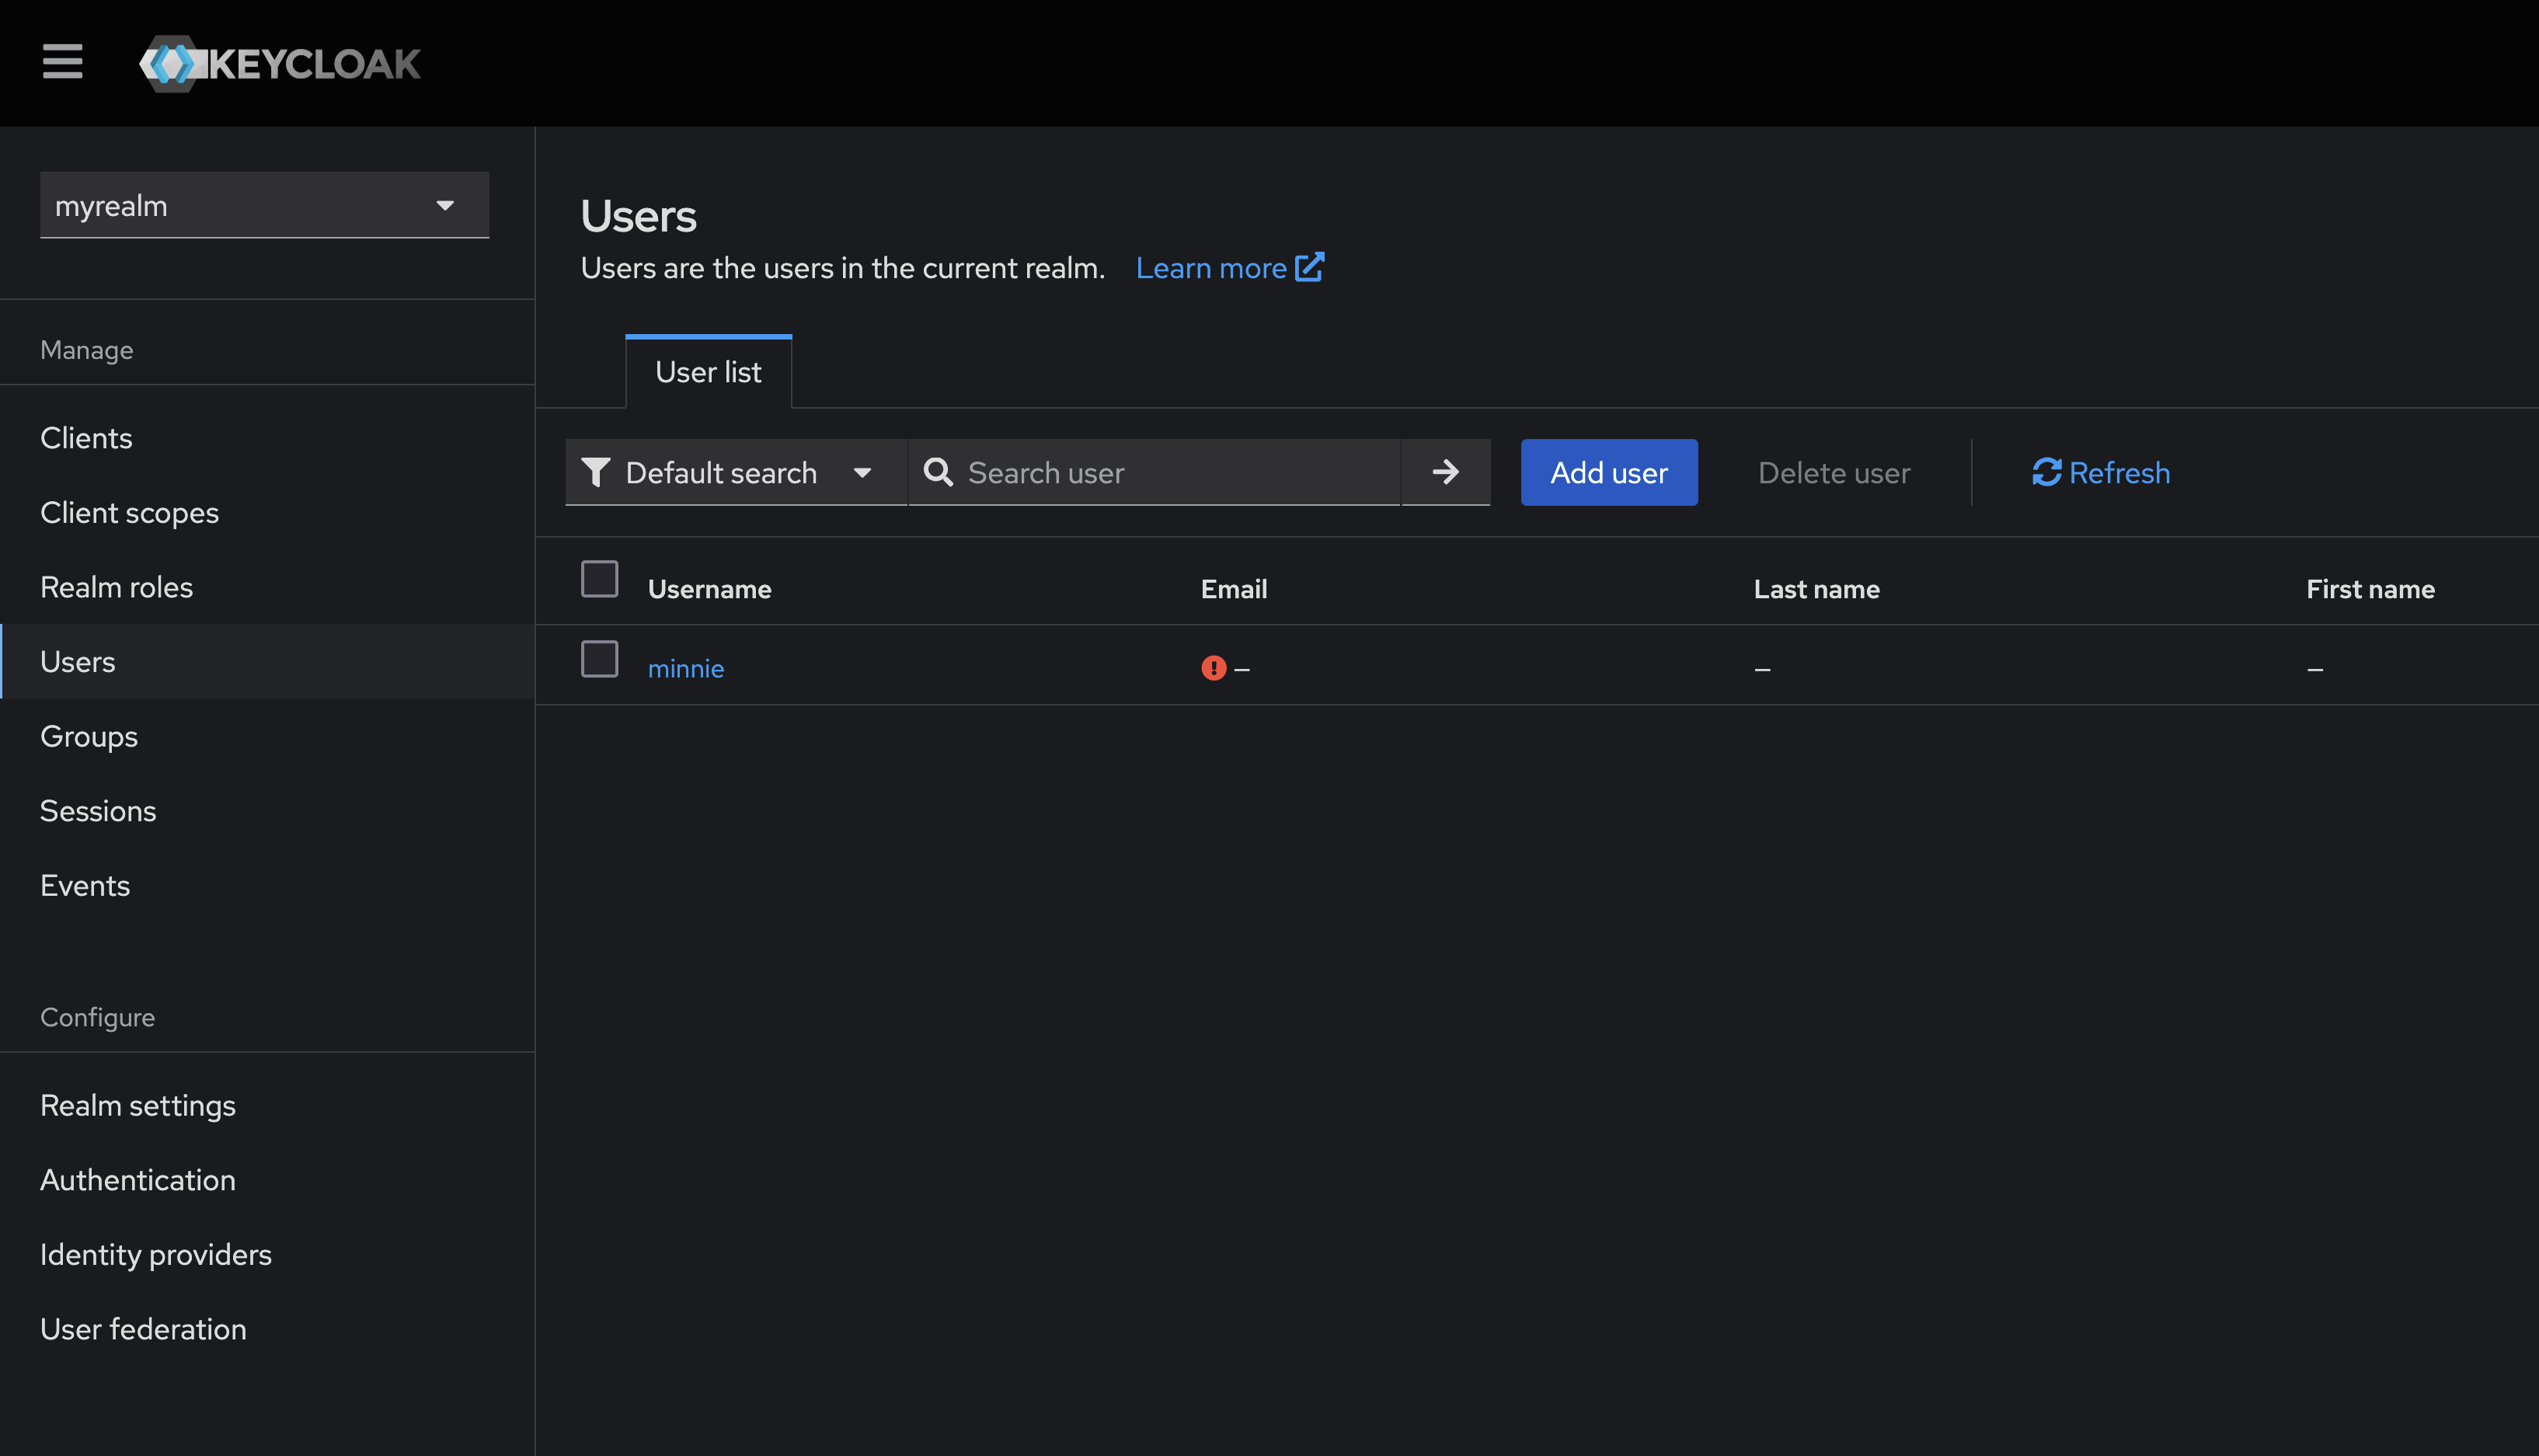 KEYCLOAK
myrealm
Manage
Clients
Client scopes
Realm roles
Users
Groups
Sessions
Events
Configure
Realm settings
Authentication
Identity providers
User federation
Users
Users are the users in the current realm. Learn more
User list
Default search Search user Add user Delete user Refresh
Username Email Last name First name
minnie – – –